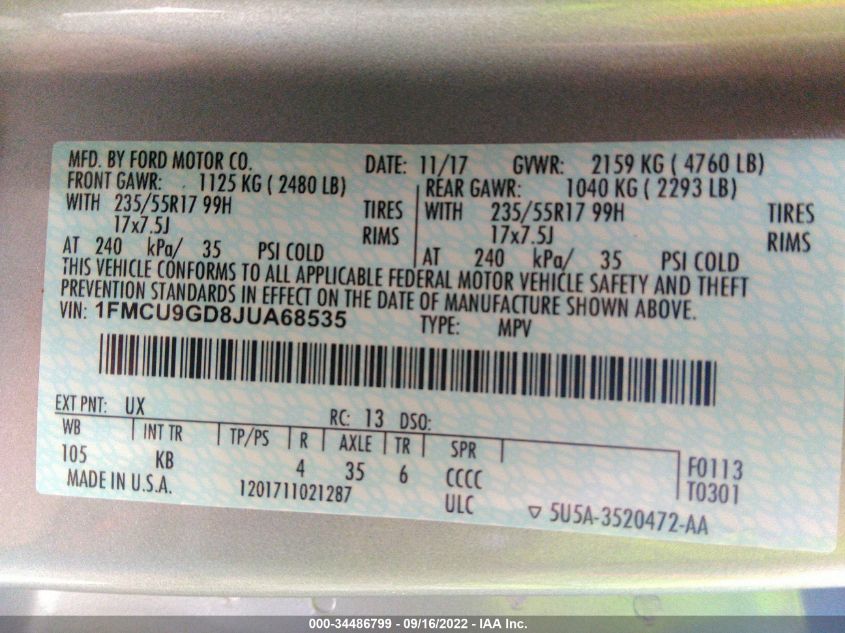 MFD. BY FORD MOTOR CO. DATE: 11/17 GVWR: 2159 KG ( 4760 LB)
FRONT GAWR: 1125 KG ( 2480 LB) REAR GAWR: 1040 KG ( 2293 LB)
WITH 235/55R17 99H TIRES WITH 235/55R17 99H TIRES
17x7.5J RIMS 17x7.5J RIMS
AT 240 kPa/ 35 PSI COLD AT 240 kPa/ 35 PSI COLD
THIS VEHICLE CONFORMS TO ALL APPLICABLE FEDERAL MOTOR VEHICLE SAFETY AND THEFT
PREVENTION STANDARDS IN EFFECT ON THE DATE OF MANUFACTURE SHOWN ABOVE.
VIN: 1FMCU9GD8JUA68535 TYPE: MPV
EXT PNT: UX RC: 13 DSO:
WB INT TR TP/PS R AXLE TR SPR
105 KB 4 35 6 CCCC F0113
MADE IN U.S.A. 1201711021287 ULC T0301
▽ 5U5A-3520472-AA
000-34486799 - 09/16/2022 - IAA Inc.